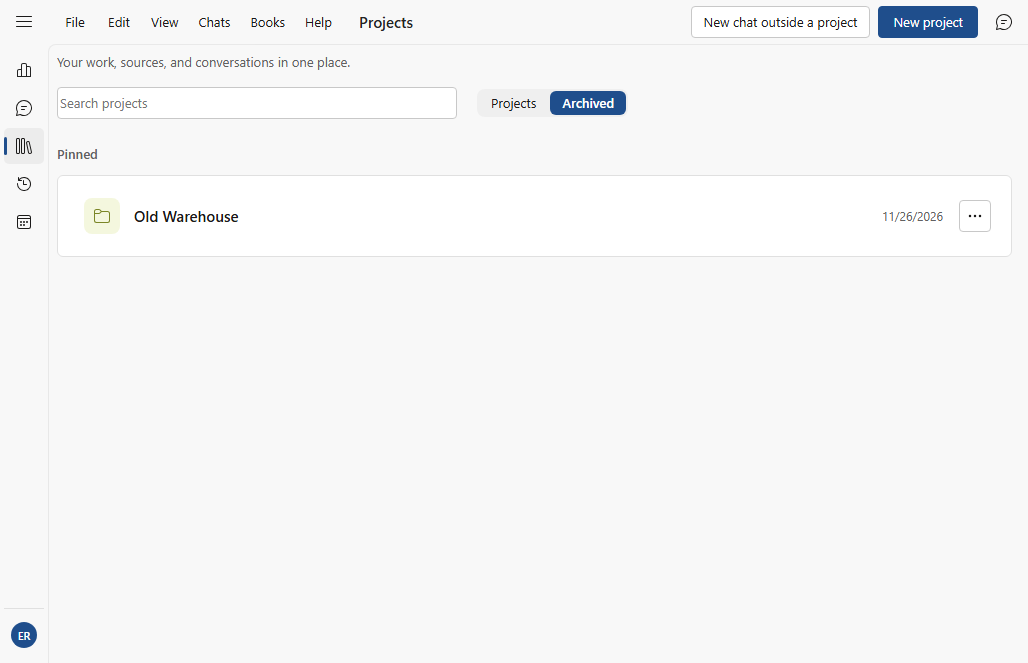 File Edit View Chats Books Help Projects New chat outside a project New project
Your work, sources, and conversations in one place.
Search projects Projects Archived
Pinned
Old Warehouse 11/26/2026
ER